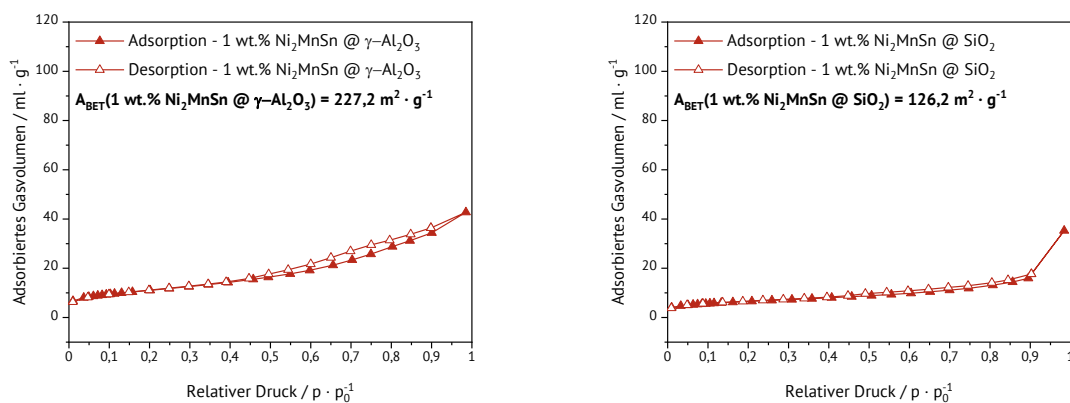 120
100
80
60
40
20
0
Adsorbiertes Gasvolumen / ml · g⁻¹
Adsorption - 1 wt.% Ni₂MnSn @ γ–Al₂O₃
Desorption - 1 wt.% Ni₂MnSn @ γ–Al₂O₃
A_BET(1 wt.% Ni₂MnSn @ γ–Al₂O₃) = 227,2 m² · g⁻¹
0 0,1 0,2 0,3 0,4 0,5 0,6 0,7 0,8 0,9 1
Relativer Druck / p · p₀⁻¹
120
100
80
60
40
20
0
Adsorbiertes Gasvolumen / ml · g⁻¹
Adsorption - 1 wt.% Ni₂MnSn @ SiO₂
Desorption - 1 wt.% Ni₂MnSn @ SiO₂
A_BET(1 wt.% Ni₂MnSn @ SiO₂) = 126,2 m² · g⁻¹
0 0,1 0,2 0,3 0,4 0,5 0,6 0,7 0,8 0,9 1
Relativer Druck / p · p₀⁻¹